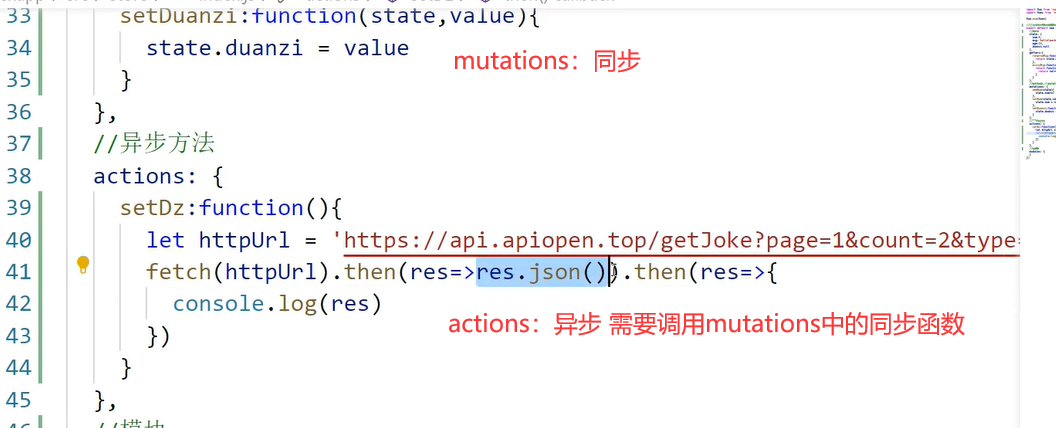 33 setDuanzi:function(state,value){
34 state.duanzi = value
mutations：同步
35 }
36 },
37 //异步方法
38 actions: {
39 setDz:function(){
40 let httpUrl = 'https://api.apiopen.top/getJoke?page=1&count=2&type=
41 fetch(httpUrl).then(res=>res.json()).then(res=>{
42 console.log(res)
actions：异步 需要调用mutations中的同步函数
43 })
44 }
45 },